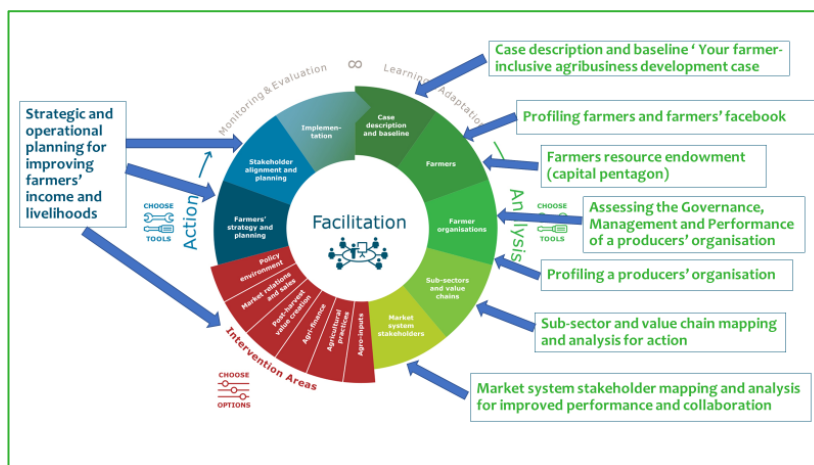 Case description and baseline ‘ Your farmer-
inclusive agribusiness development case
Profiling farmers and farmers’ facebook
Farmers resource endowment
(capital pentagon)
Assessing the Governance,
Management and Performance
of a producers’ organisation
Profiling a producers’ organisation
Sub-sector and value chain mapping
and analysis for action
Market system stakeholder mapping and analysis
for improved performance and collaboration
Strategic and
operational
planning for
improving
farmers’
income and
livelihoods
Monitoring & Evaluation
∞
Learning
Adaptation
Analysis
CHOOSE
TOOLS
Action
CHOOSE
TOOLS
Intervention Areas
CHOOSE
OPTIONS
Facilitation
Case
description
and baseline
Farmers
Farmer
organisations
Sub-sectors
and value
chains
Market
system
stakeholders
Agro-inputs
Agricultural
practices
Agri-finance
Post-harvest
value creation
Market relations
and sales
Policy
environment
Farmers’
strategy and
planning
Stakeholder
alignment and
planning
Implemen-
tation